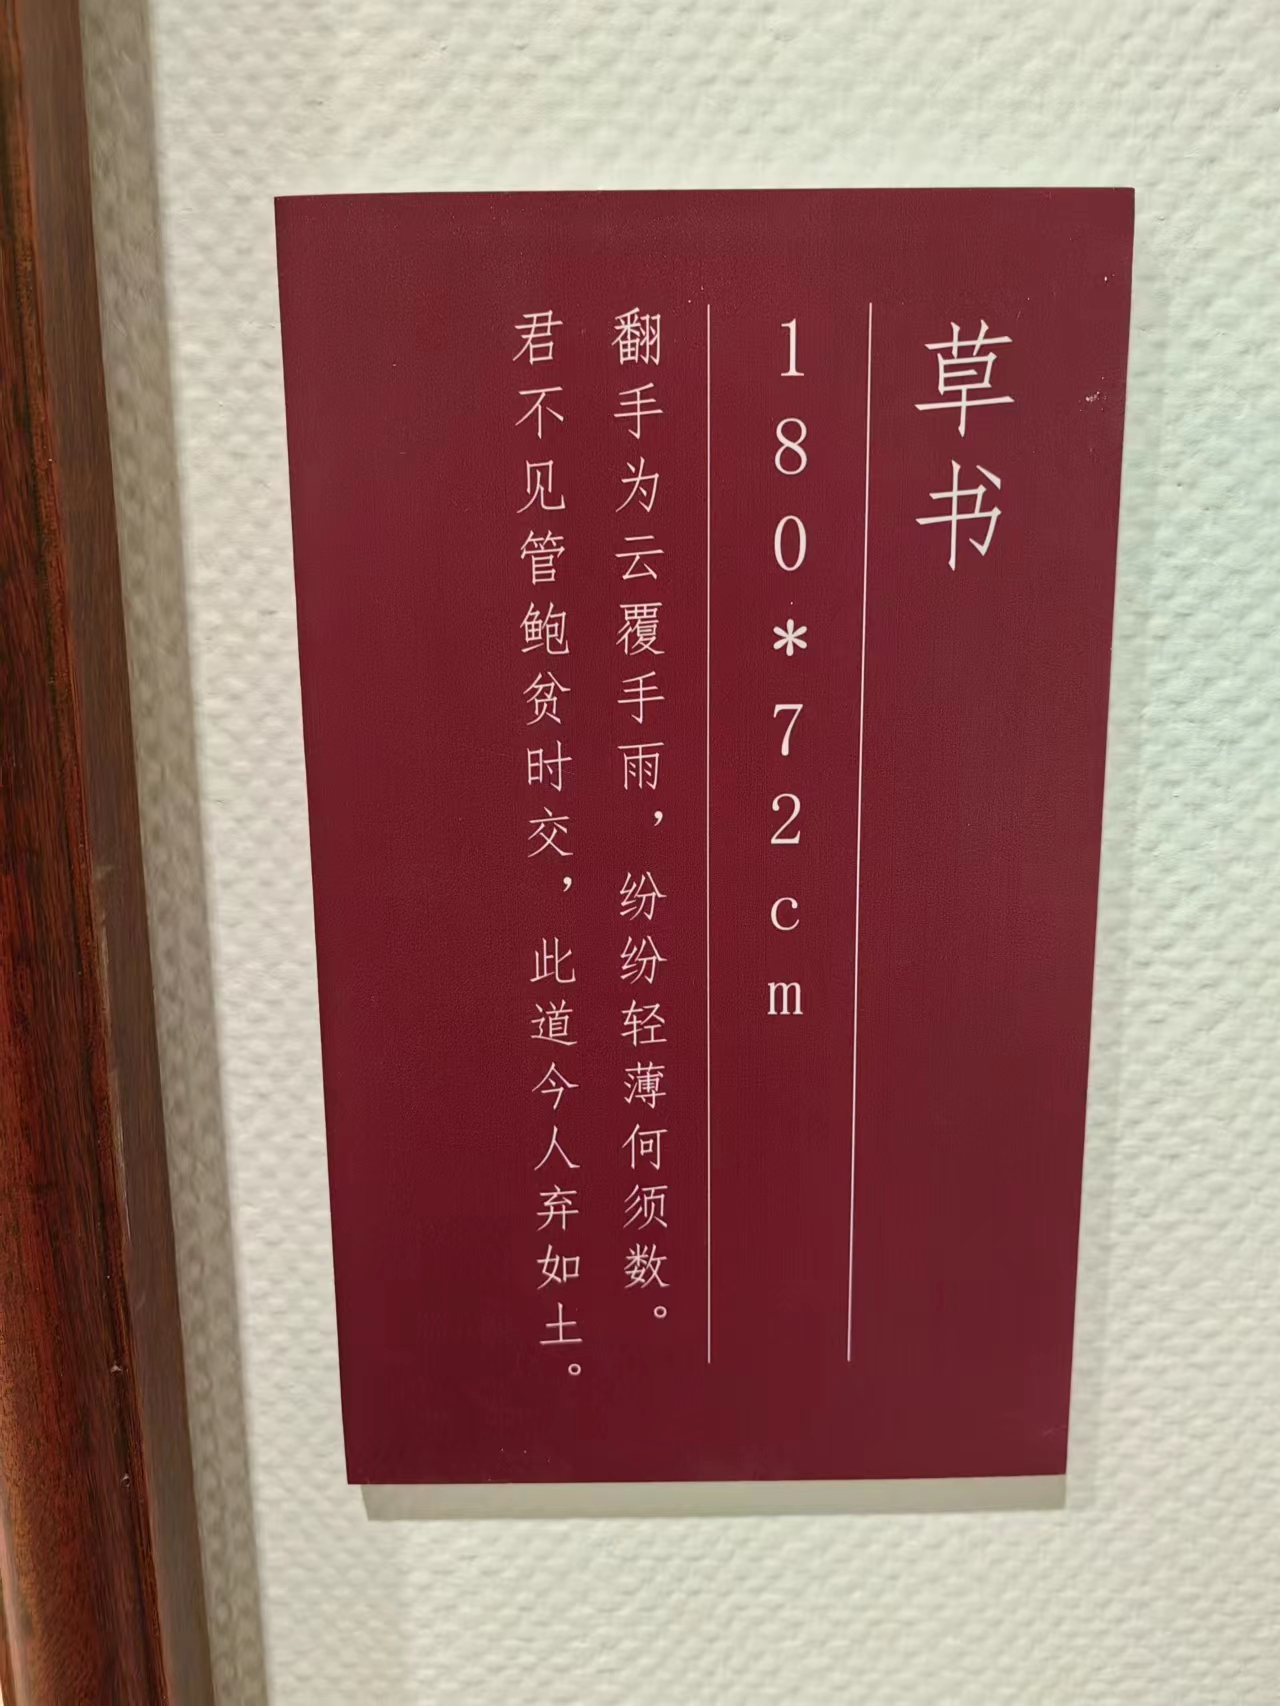 草书
180*72cm
翻手为云覆手雨，纷纷轻薄何须数。
君不见管鲍贫时交，此道今人弃如土。